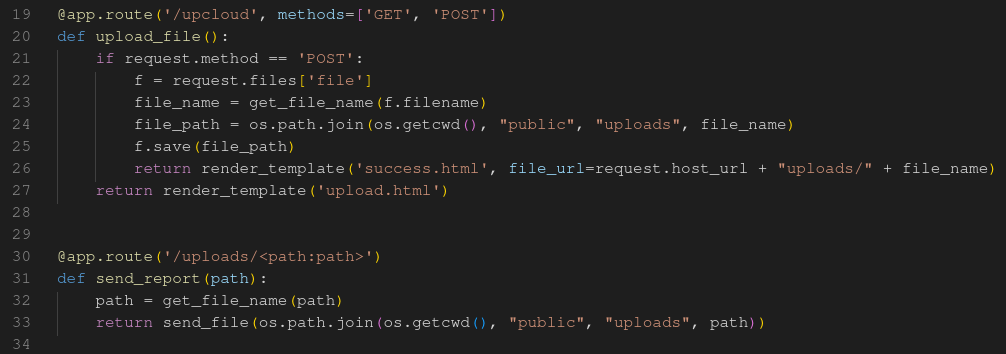 19 @app.route('/upcloud', methods=['GET', 'POST'])
20 def upload_file():
21     if request.method == 'POST':
22         f = request.files['file']
23         file_name = get_file_name(f.filename)
24         file_path = os.path.join(os.getcwd(), "public", "uploads", file_name)
25         f.save(file_path)
26         return render_template('success.html', file_url=request.host_url + "uploads/" + file_name)
27     return render_template('upload.html')
28
29
30 @app.route('/uploads/<path:path>')
31 def send_report(path):
32     path = get_file_name(path)
33     return send_file(os.path.join(os.getcwd(), "public", "uploads", path))
34